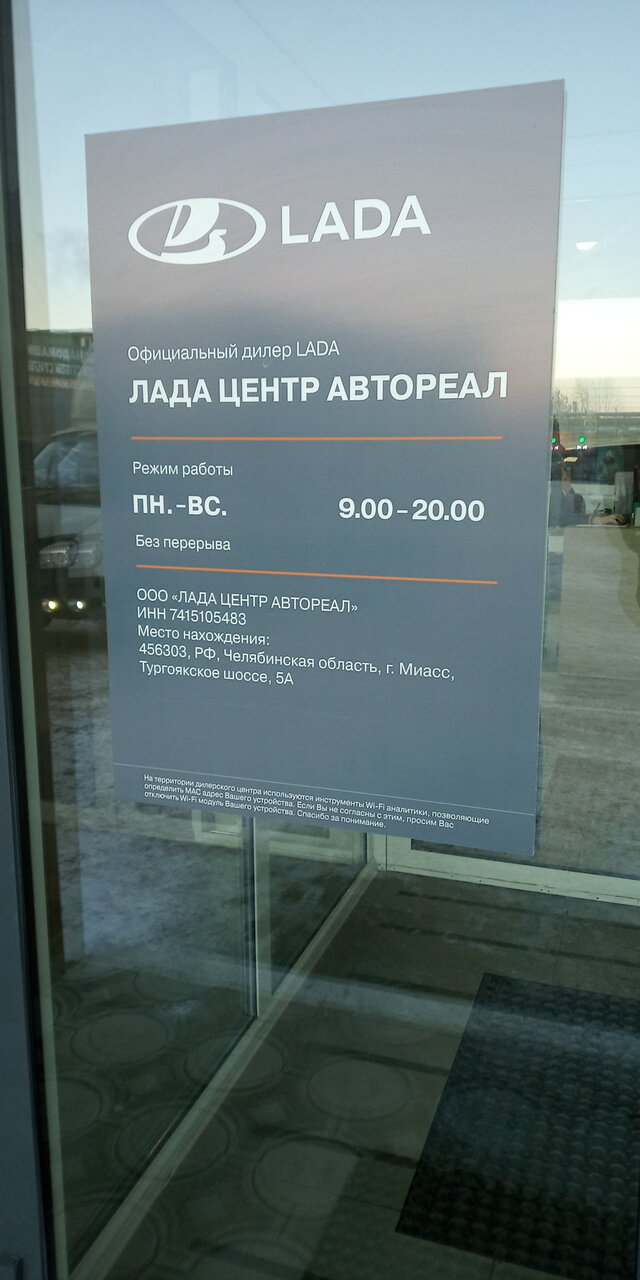 LADA
Официальный дилер LADA
ЛАДА ЦЕНТР АВТОРЕАЛ
Режим работы
ПН.-ВС. 9.00-20.00
Без перерыва
ООО «ЛАДА ЦЕНТР АВТОРЕАЛ»
ИНН 7415105483
Место нахождения:
456303, РФ, Челябинская область, г. Миасс,
Тургоякское шоссе, 5А
На территории дилерского центра используются инструменты Wi-Fi аналитики, позволяющие
определить MAC адрес Вашего устройства. Если Вы не согласны с этим, просим Вас
отключить Wi-Fi модуль Вашего устройства. Спасибо за понимание.